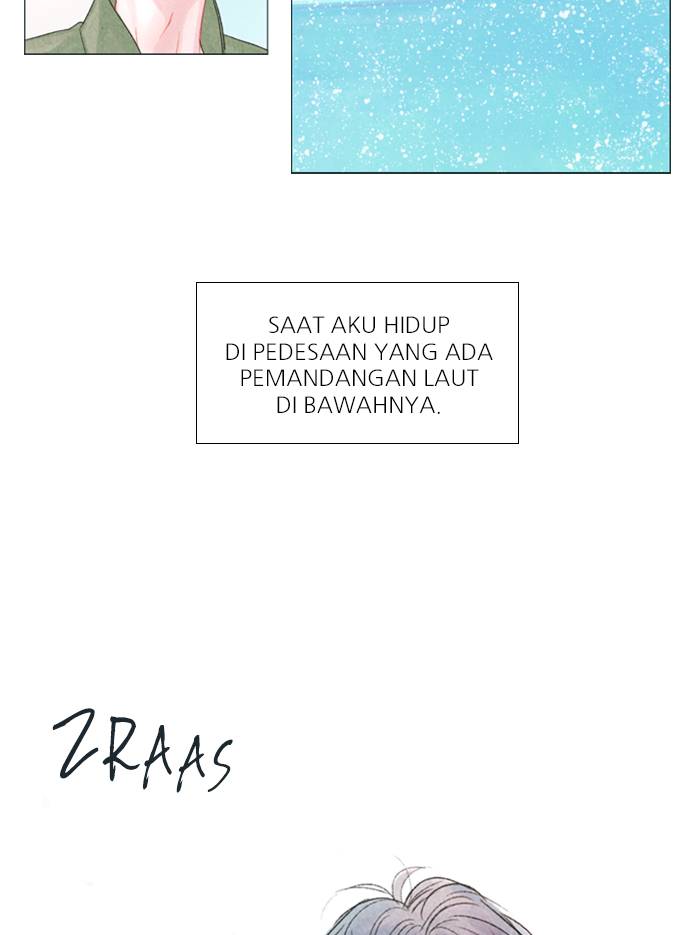 SAAT AKU HIDUP
DI PEDESAAN YANG ADA
PEMANDANGAN LAUT
DI BAWAHNYA.
ZRAAS